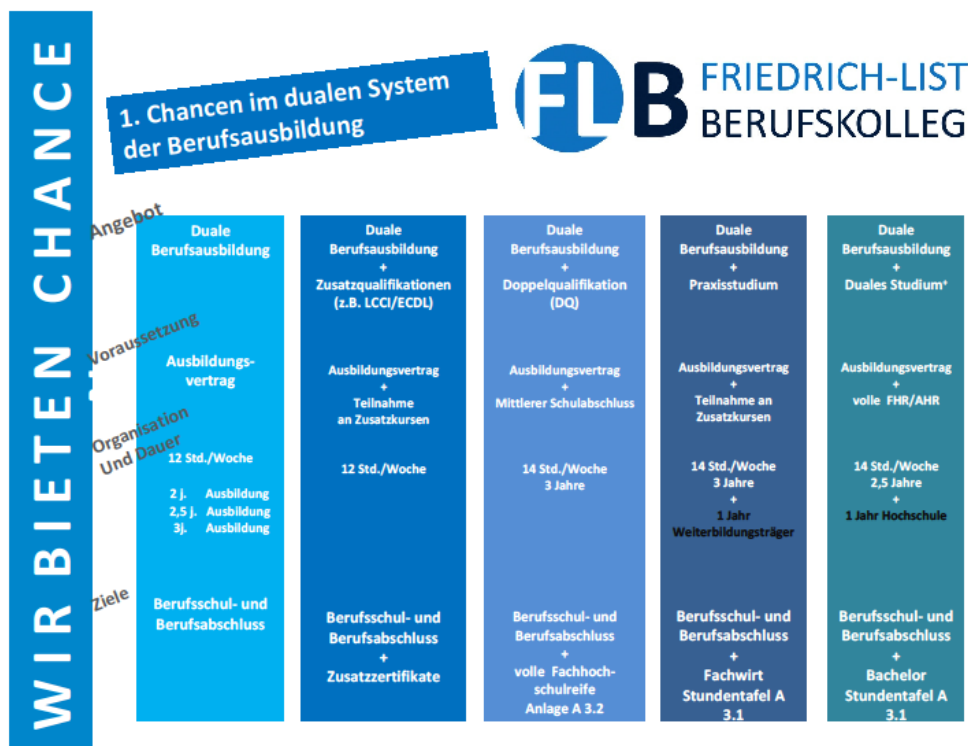 WIR BIETEN CHANCE
1. Chancen im dualen System
der Berufsausbildung
FLB FRIEDRICH-LIST
BERUFSKOLLEG
Angebot
Voraussetzung
Organisation
Und Dauer
Ziele
Duale
Berufsausbildung
Ausbildungs-
vertrag
12 Std./Woche
2 j. Ausbildung
2,5 j. Ausbildung
3j. Ausbildung
Berufsschul- und
Berufsabschluss
Duale
Berufsausbildung
+
Zusatzqualifikationen
(z.B. LCCI/ECDL)
Ausbildungsvertrag
+
Teilnahme
an Zusatzkursen
12 Std./Woche
Berufsschul- und
Berufsabschluss
+
Zusatzzertifikate
Duale
Berufsausbildung
+
Doppelqualifikation
(DQ)
Ausbildungsvertrag
+
Mittlerer Schulabschluss
14 Std./Woche
3 Jahre
Berufsschul- und
Berufsabschluss
+
volle Fachhoch-
schulreife
Anlage A 3.2
Duale
Berufsausbildung
+
Praxisstudium
Ausbildungsvertrag
+
Teilnahme an
Zusatzkursen
14 Std./Woche
3 Jahre
+
1 Jahr
Weiterbildungsträger
Berufsschul- und
Berufsabschluss
+
Fachwirt
Stundentafel A
3.1
Duale
Berufsausbildung
+
Duales Studium⁺
Ausbildungsvertrag
+
volle FHR/AHR
14 Std./Woche
2,5 Jahre
+
1 Jahr Hochschule
Berufsschul- und
Berufsabschluss
+
Bachelor
Stundentafel A
3.1